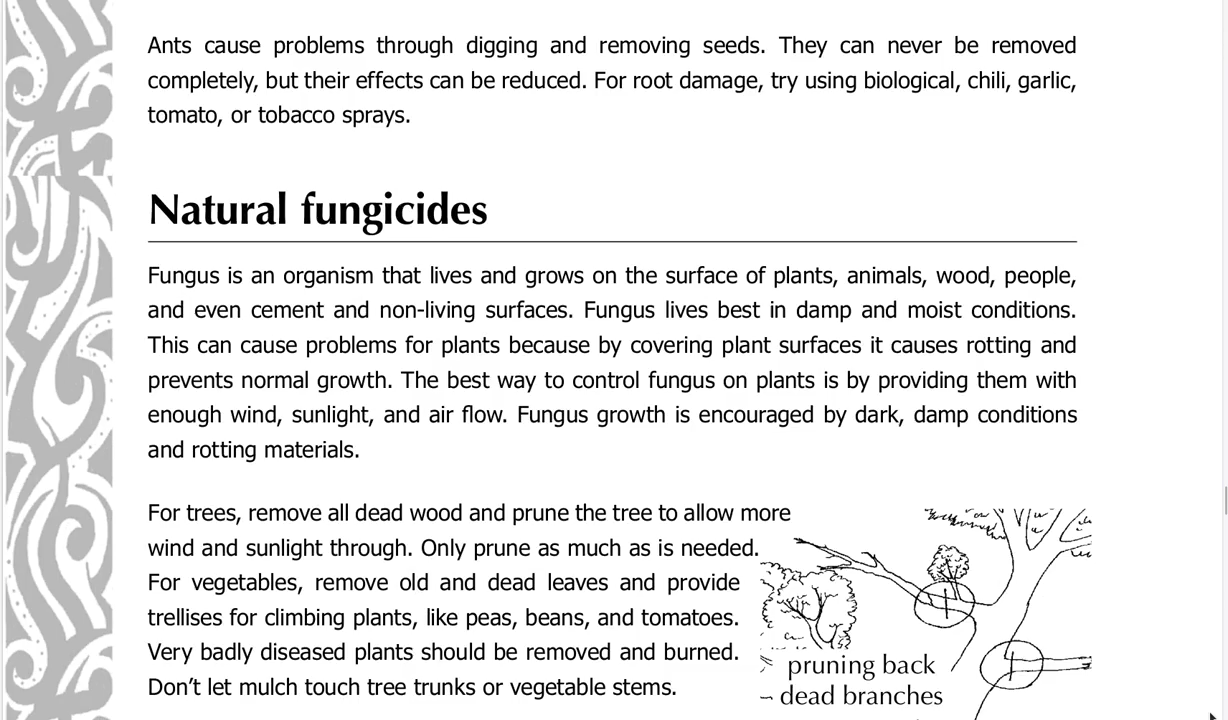 Ants cause problems through digging and removing seeds. They can never be removed
completely, but their effects can be reduced. For root damage, try using biological, chili, garlic,
tomato, or tobacco sprays.
Natural fungicides
Fungus is an organism that lives and grows on the surface of plants, animals, wood, people,
and even cement and non-living surfaces. Fungus lives best in damp and moist conditions.
This can cause problems for plants because by covering plant surfaces it causes rotting and
prevents normal growth. The best way to control fungus on plants is by providing them with
enough wind, sunlight, and air flow. Fungus growth is encouraged by dark, damp conditions
and rotting materials.
For trees, remove all dead wood and prune the tree to allow more
wind and sunlight through. Only prune as much as is needed.
For vegetables, remove old and dead leaves and provide
trellises for climbing plants, like peas, beans, and tomatoes.
Very badly diseased plants should be removed and burned.
Don’t let mulch touch tree trunks or vegetable stems.
pruning back
dead branches